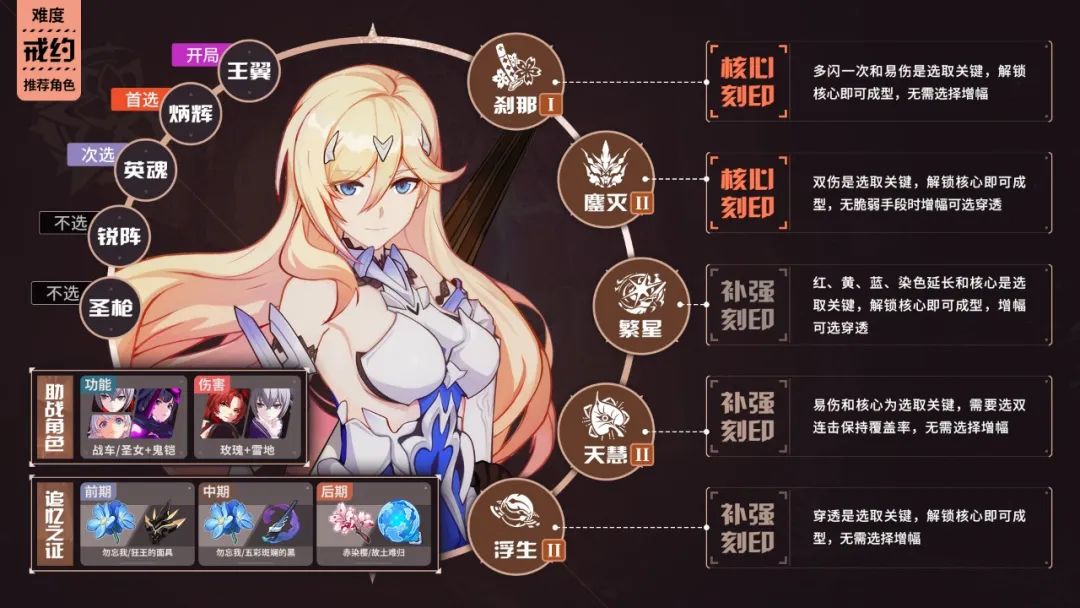 难度
戒约
推荐角色
开局
王翼
首选
炳辉
次选
英魂
不选
锐阵
不选
圣枪
刹那 I
鏖灭 II
繁星
天慧 II
浮生 II
核心
刻印
多闪一次和易伤是选取关键，解锁
核心即可成型，无需选择增幅
核心
刻印
双伤是选取关键，解锁核心即可成
型，无脆弱手段时增幅可选穿透
补强
刻印
红、黄、蓝、染色延长和核心是选
取关键，解锁核心即可成型，增幅
可选穿透
补强
刻印
易伤和核心为选取关键，需要选双
连击保持覆盖率，无需选择增幅
补强
刻印
穿透是选取关键，解锁核心即可成
型，无需选择增幅
助战角色
功能
战车/圣女+鬼铠
伤害
玫瑰+雷地
追忆之证
前期
勿忘我/狂王的面具
中期
勿忘我/五彩斑斓的黑
后期
赤染樱/故土难归